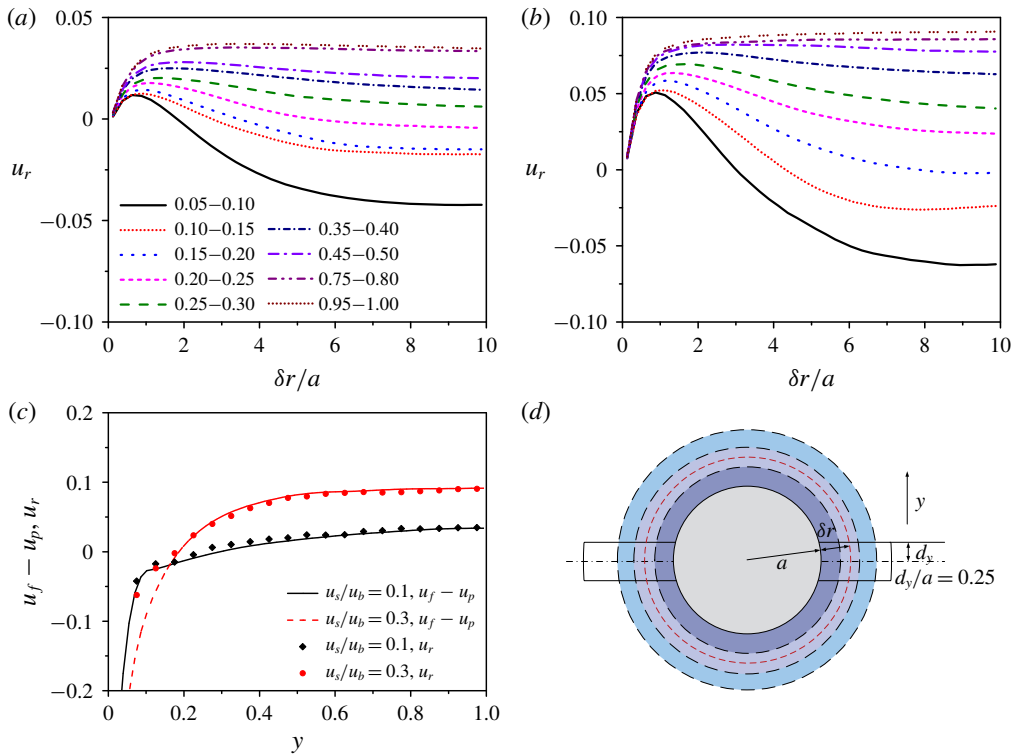 (a)
0.05
0
−0.05
−0.10
u_r
0.05−0.10
0.10−0.15
0.15−0.20
0.20−0.25
0.25−0.30
0.35−0.40
0.45−0.50
0.75−0.80
0.95−1.00
0 2 4 6 8 10
δr/a
(b)
0.10
0.05
0
−0.05
−0.10
u_r
0 2 4 6 8 10
δr/a
(c)
0.2
0.1
0
−0.1
−0.2
u_f − u_p, u_r
u_s/u_b = 0.1, u_f − u_p
u_s/u_b = 0.3, u_f − u_p
u_s/u_b = 0.1, u_r
u_s/u_b = 0.3, u_r
0 0.2 0.4 0.6 0.8 1.0
y
(d)
y
δr
a
d_y
d_y/a = 0.25